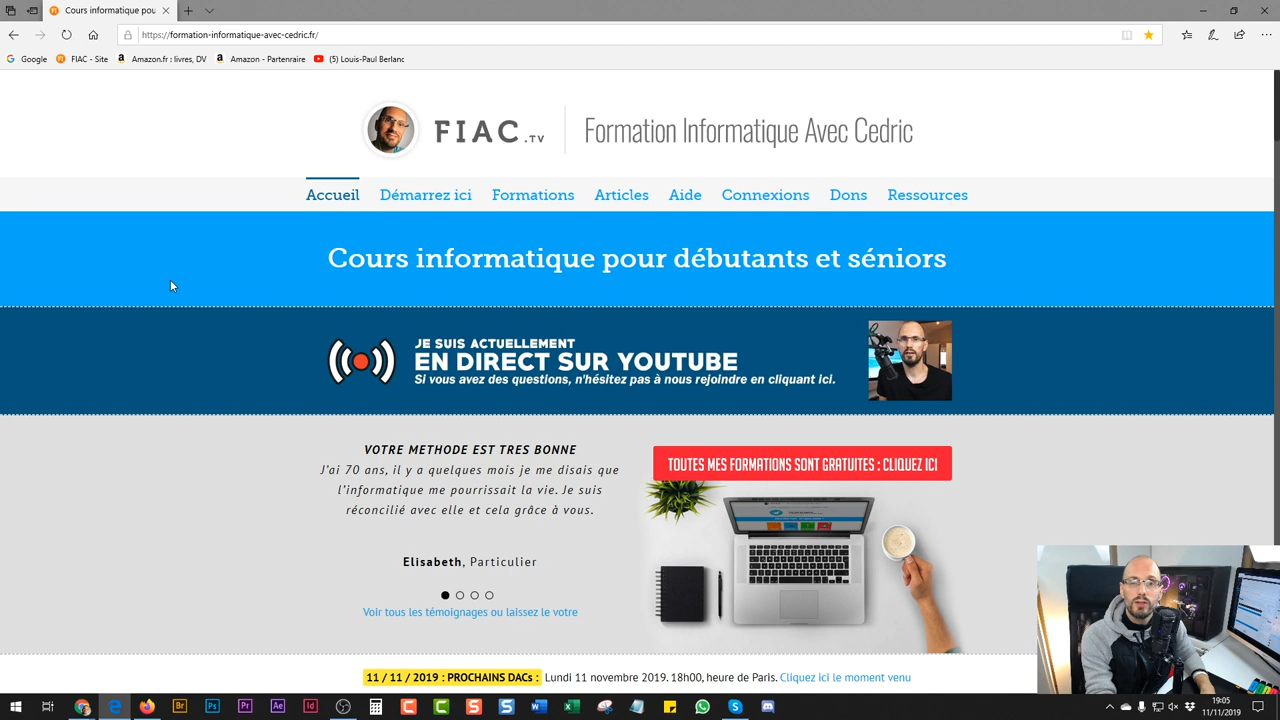 Cours informatique pou
https://formation-informatique-avec-cedric.fr/
Google
FIAC - Site
Amazon.fr : livres, DV
Amazon - Partenraire
(5) Louis-Paul Berlanc
FIAC.TV
Formation Informatique Avec Cedric
Accueil
Démarrez ici
Formations
Articles
Aide
Connexions
Dons
Ressources
Cours informatique pour débutants et séniors
JE SUIS ACTUELLEMENT
EN DIRECT SUR YOUTUBE
Si vous avez des questions, n'hésitez pas à nous rejoindre en cliquant ici.
VOTRE METHODE EST TRES BONNE
J'ai 70 ans, il y a quelques mois je me disais que
l'informatique me pourrissait la vie. Je suis
réconcilié avec elle et cela grâce à vous.
Elisabeth, Particulier
Voir tous les témoignages ou laissez le votre
TOUTES MES FORMATIONS SONT GRATUITES : CLIQUEZ ICI
11 / 11 / 2019 : PROCHAINS DACs : Lundi 11 novembre 2019. 18h00, heure de Paris. Cliquez ici le moment venu
Br
Ps
Pr
Ae
Id
19:05
11/11/2019